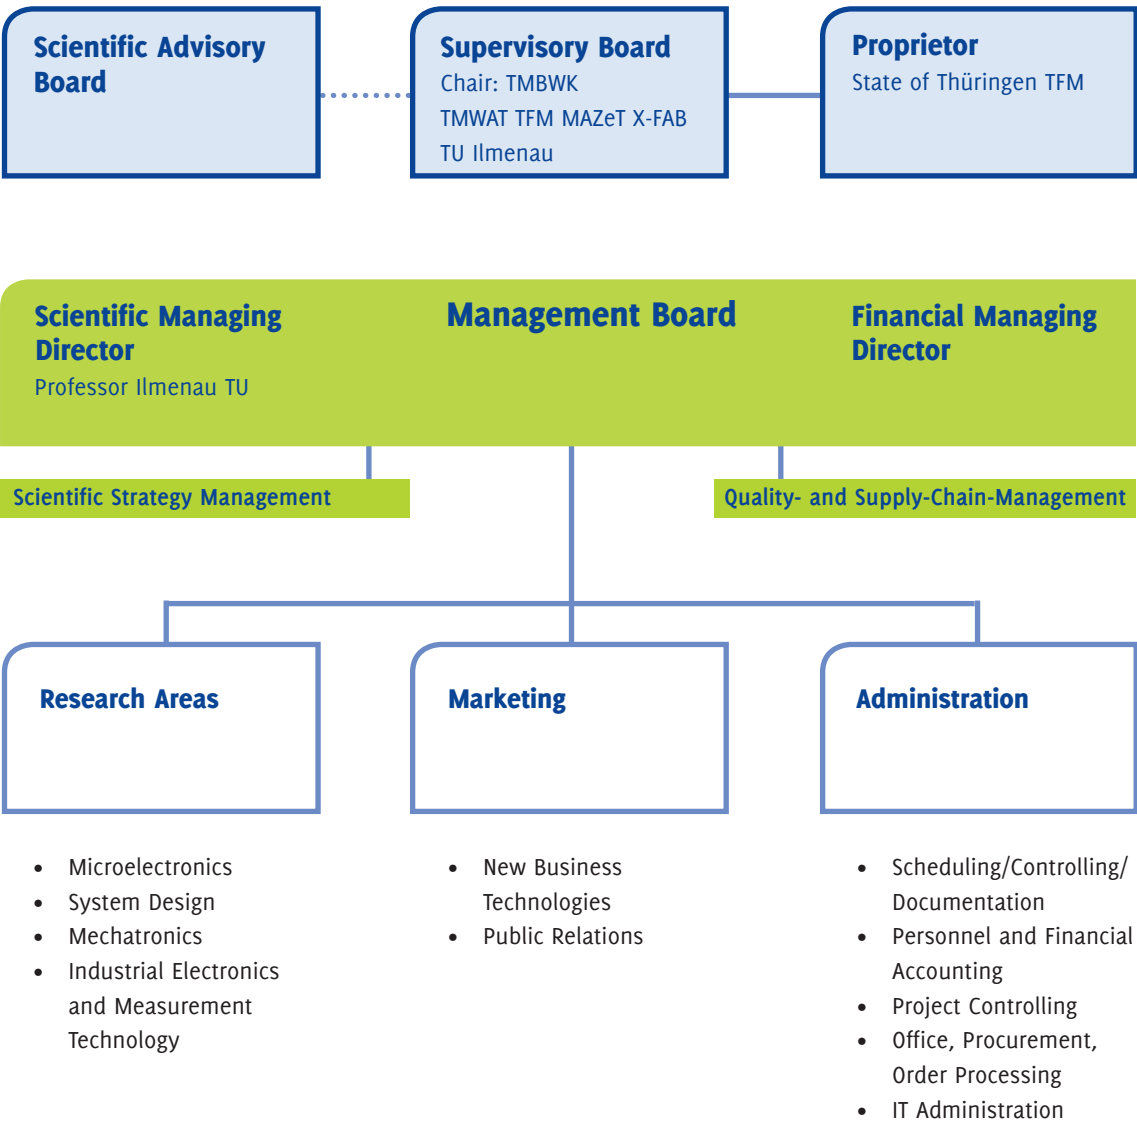 Scientific Advisory
Board
Supervisory Board
Chair: TMBWK
TMWAT TFM MAZeT X-FAB
TU Ilmenau
Proprietor
State of Thüringen TFM
Scientific Managing
Director
Professor Ilmenau TU
Management Board
Financial Managing
Director
Scientific Strategy Management
Quality- and Supply-Chain-Management
Research Areas
Marketing
Administration
• Microelectronics
• System Design
• Mechatronics
• Industrial Electronics
and Measurement
Technology
• New Business
Technologies
• Public Relations
• Scheduling/Controlling/
Documentation
• Personnel and Financial
Accounting
• Project Controlling
• Office, Procurement,
Order Processing
• IT Administration